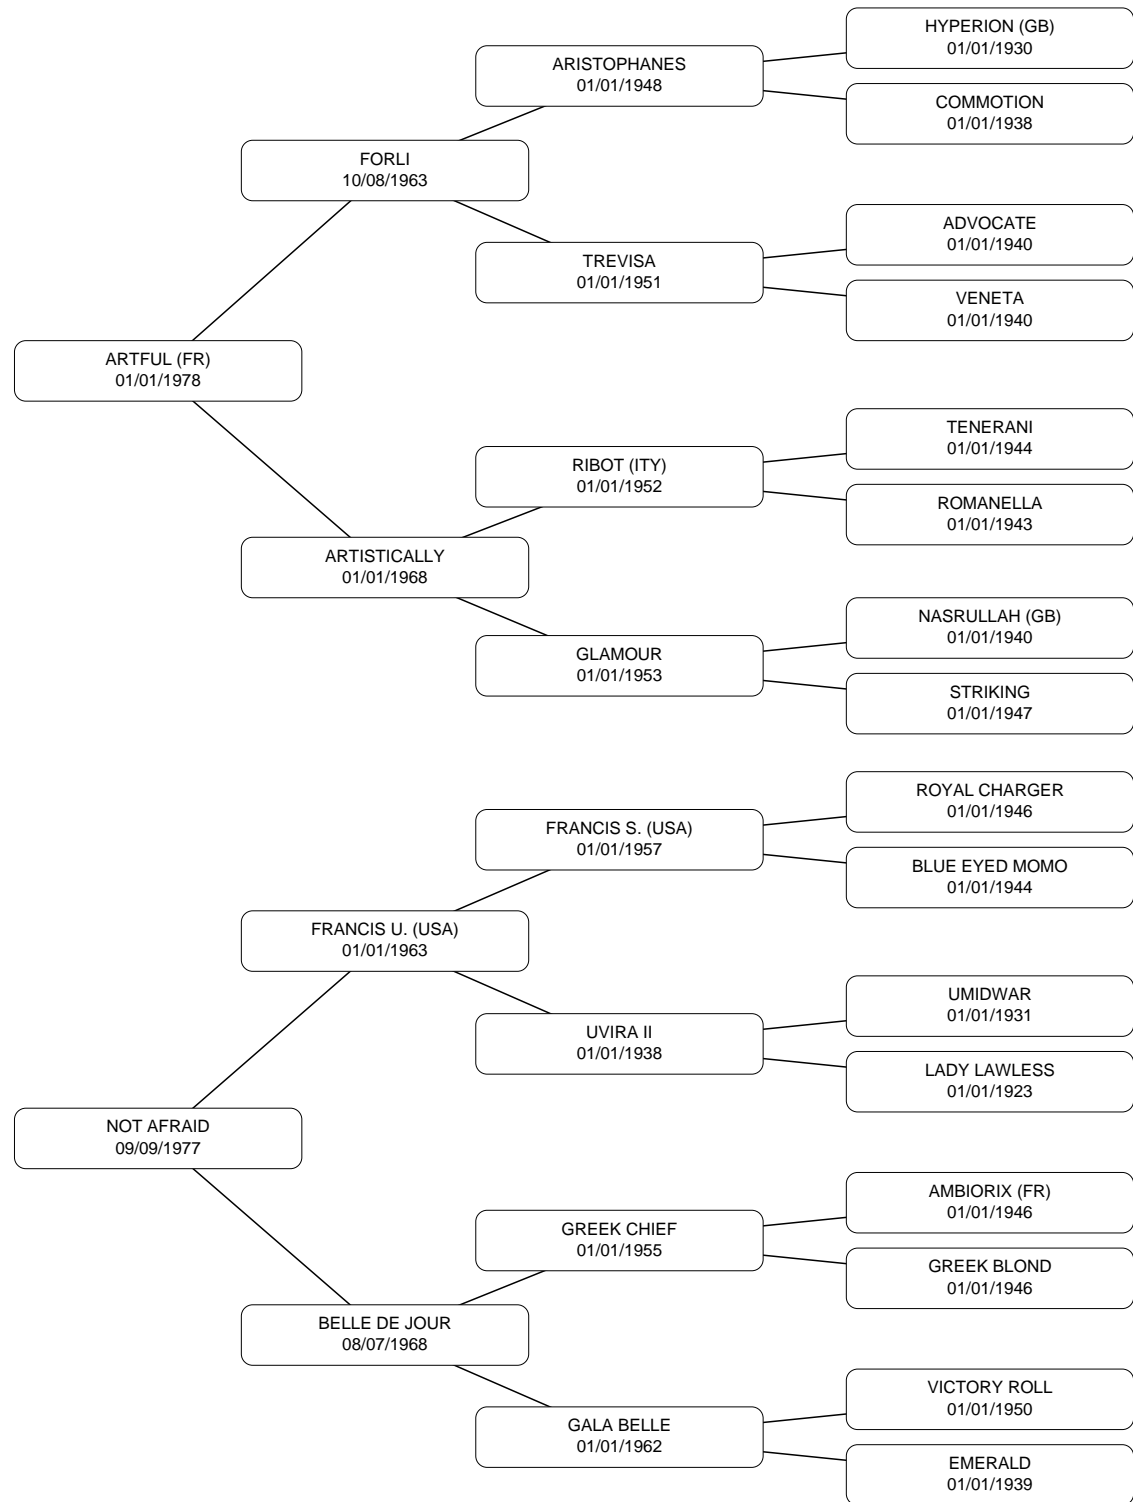 HYPERION (GB)
01/01/1930
ARISTOPHANES
01/01/1948
COMMOTION
01/01/1938
FORLI
10/08/1963
ADVOCATE
01/01/1940
TREVISA
01/01/1951
VENETA
01/01/1940
ARTFUL (FR)
01/01/1978
TENERANI
01/01/1944
RIBOT (ITY)
01/01/1952
ROMANELLA
01/01/1943
ARTISTICALLY
01/01/1968
NASRULLAH (GB)
01/01/1940
GLAMOUR
01/01/1953
STRIKING
01/01/1947
ROYAL CHARGER
01/01/1946
FRANCIS S. (USA)
01/01/1957
BLUE EYED MOMO
01/01/1944
FRANCIS U. (USA)
01/01/1963
UMIDWAR
01/01/1931
UVIRA II
01/01/1938
LADY LAWLESS
01/01/1923
NOT AFRAID
09/09/1977
AMBIORIX (FR)
01/01/1946
GREEK CHIEF
01/01/1955
GREEK BLOND
01/01/1946
BELLE DE JOUR
08/07/1968
VICTORY ROLL
01/01/1950
GALA BELLE
01/01/1962
EMERALD
01/01/1939